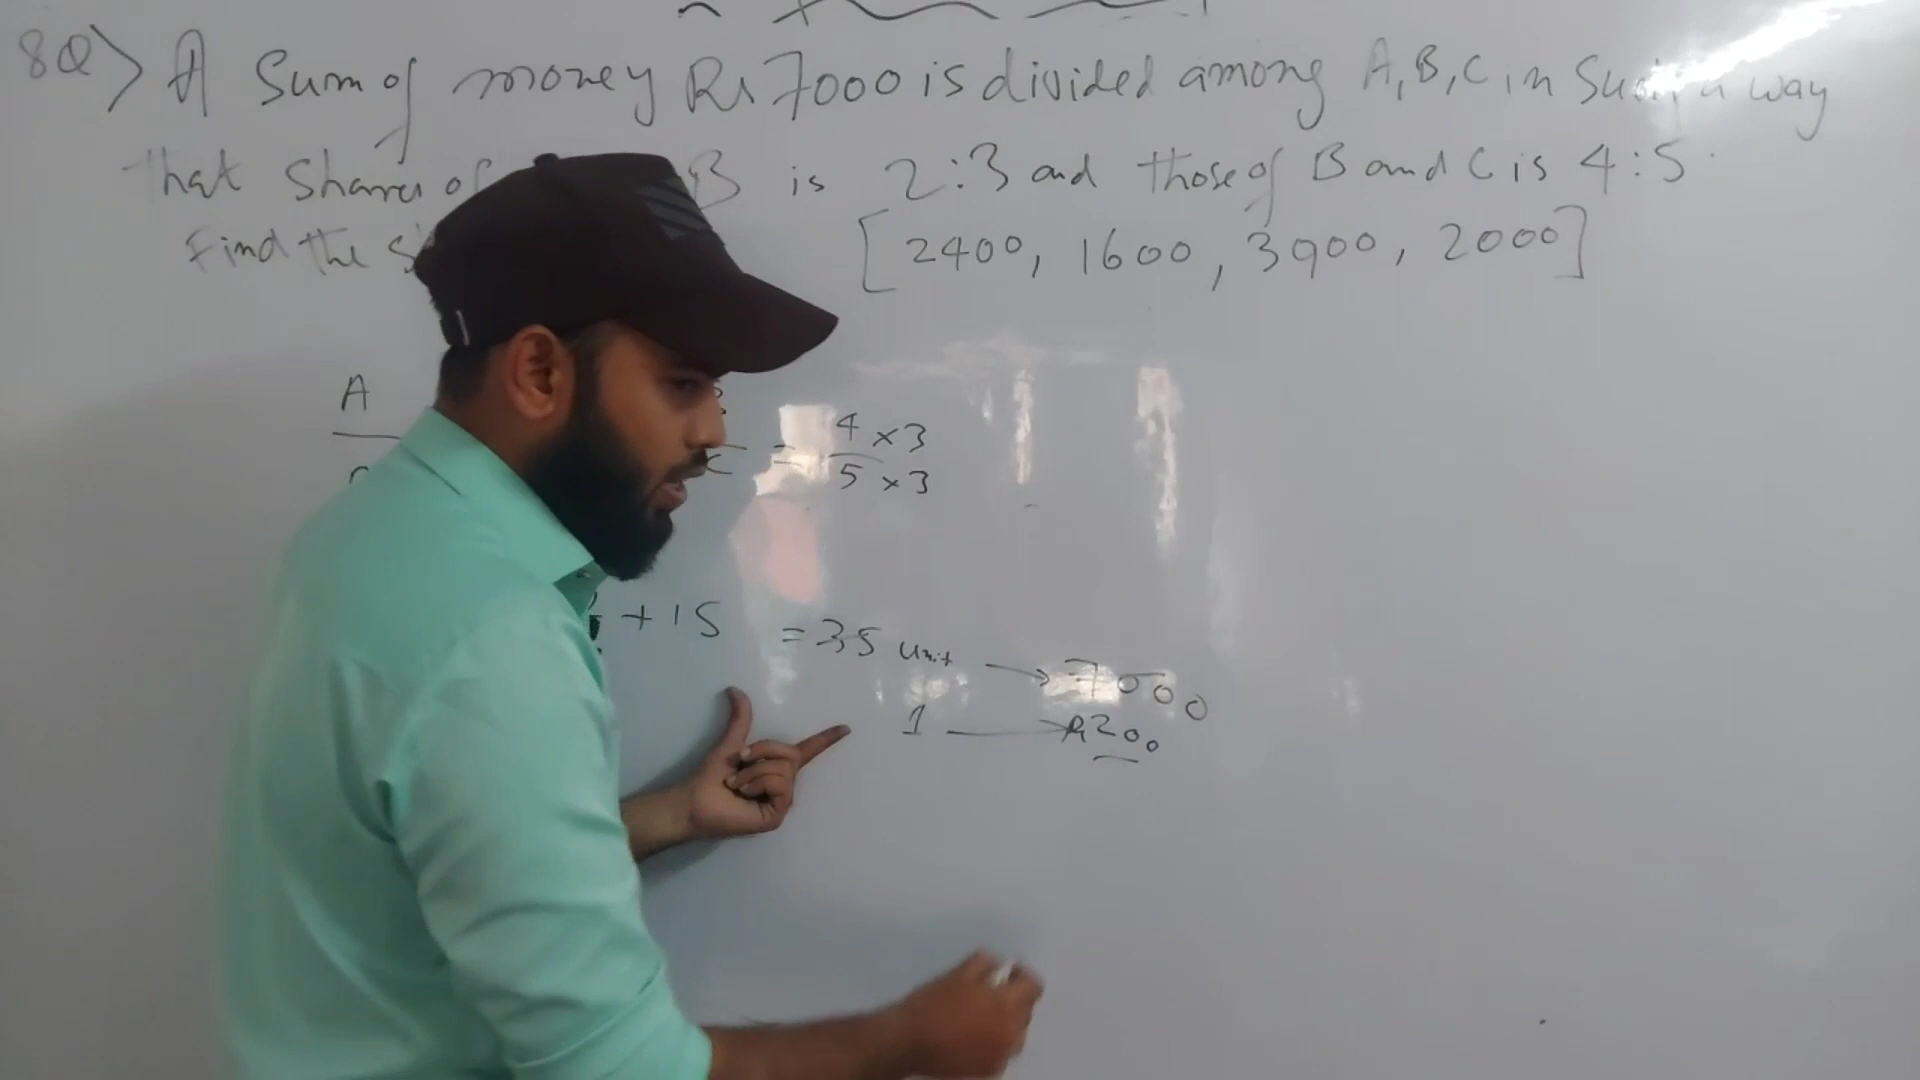 8Q> A Sum of money Rs 7000 is divided among A, B, C in Such a way
that Shares of B is 2:3 and those of B and C is 4:5.
Find the [2400, 1600, 3900, 2000]
A
C = 4 × 3
5 × 3
+ 15 = 35 unit → 7000
1 → Rs 200